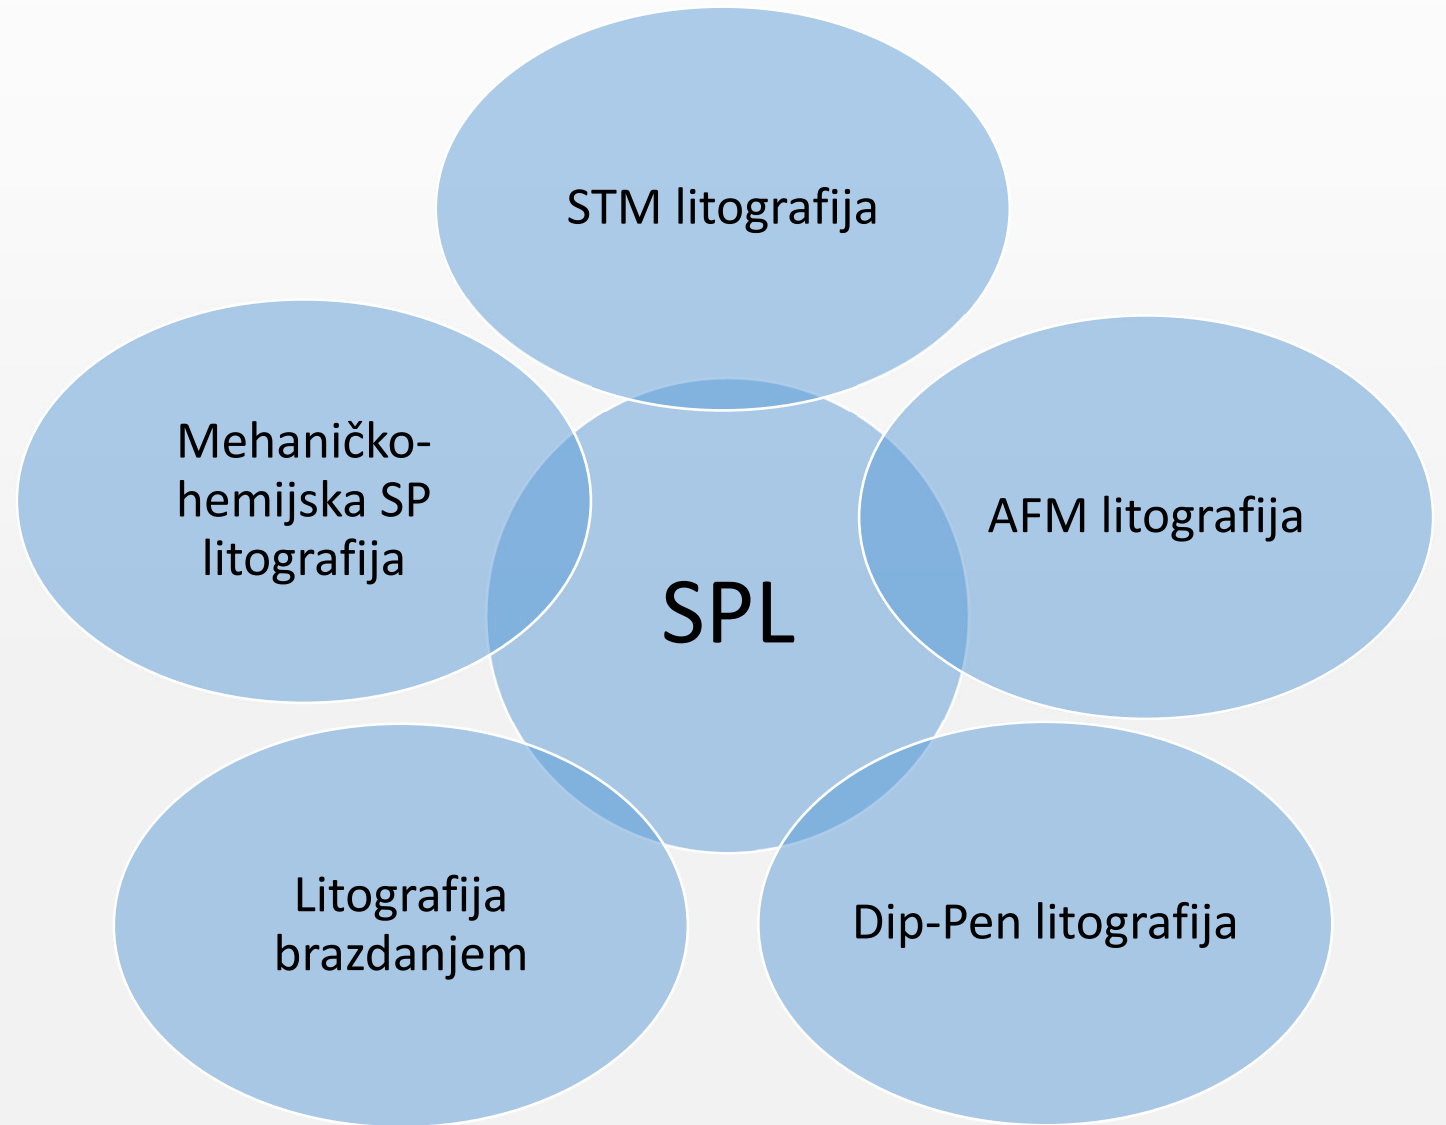 STM litografija
Mehaničko-
hemijska SP
litografija
AFM litografija
SPL
Litografija
brazdanjem
Dip-Pen litografija